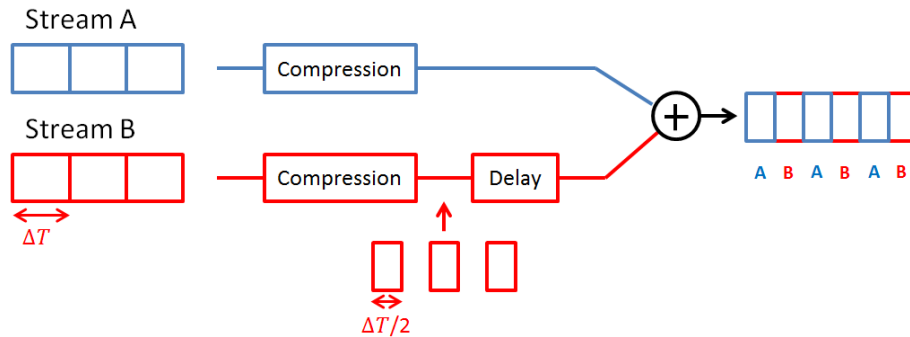 Stream A
Compression
+
Stream B
Compression
Delay
A B A B A B
ΔT
ΔT/2